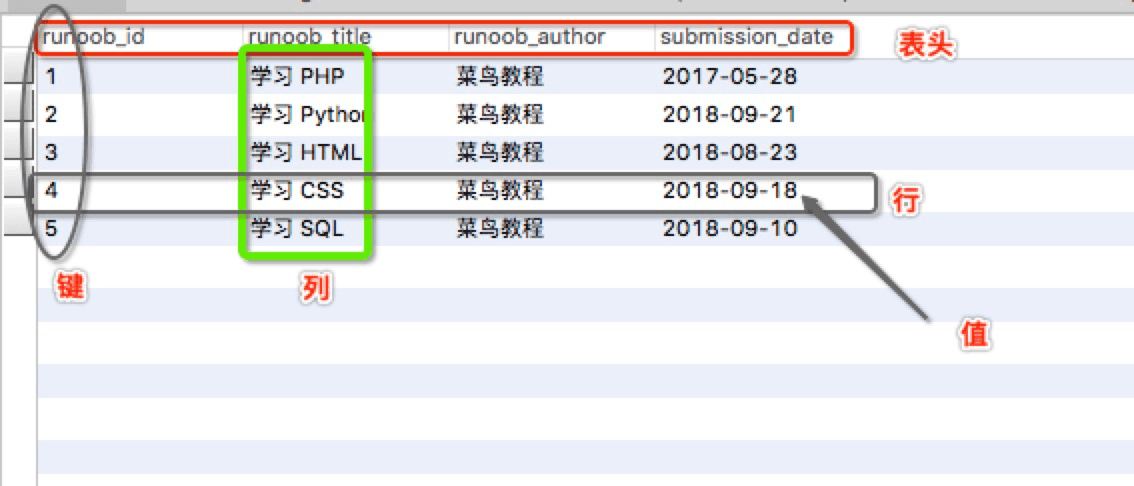 runoob_id runoob_title runoob_author submission_date 表头
1 学习 PHP 菜鸟教程 2017-05-28
2 学习 Python 菜鸟教程 2018-09-21
3 学习 HTML 菜鸟教程 2018-08-23
4 学习 CSS 菜鸟教程 2018-09-18 行
5 学习 SQL 菜鸟教程 2018-09-10
键 列
值